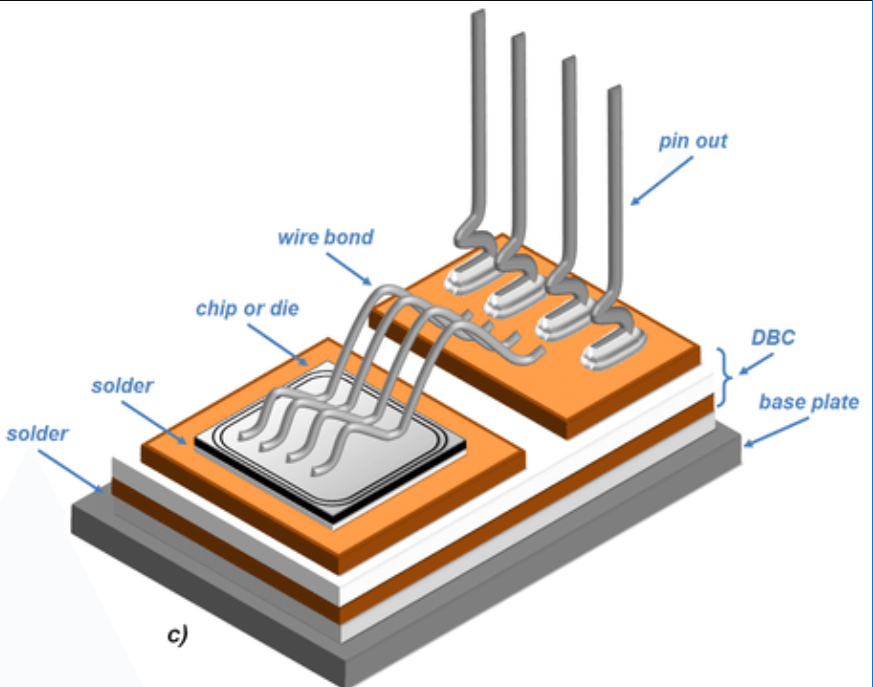 pin out
wire bond
chip or die
DBC
solder
base plate
solder
c)